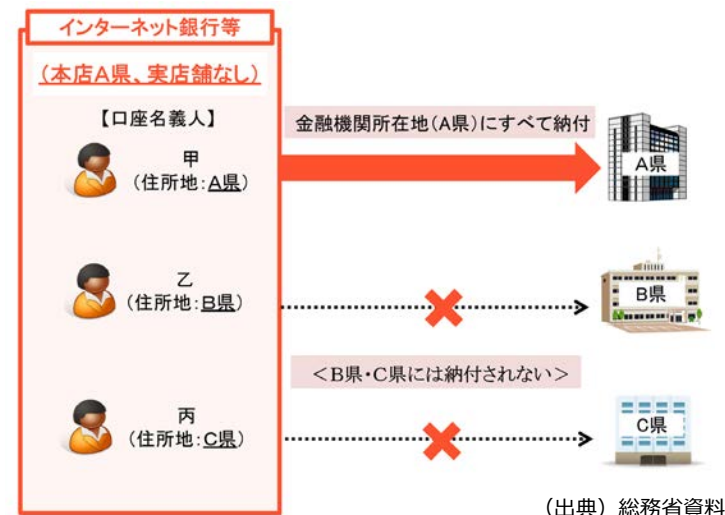 インターネット銀行等
(本店A県、実店舗なし)
【口座名義人】
甲
(住所地:A県)
金融機関所在地(A県)にすべて納付
A県
乙
(住所地:B県)
B県
<B県・C県には納付されない>
丙
(住所地:C県)
C県
(出典)総務省資料